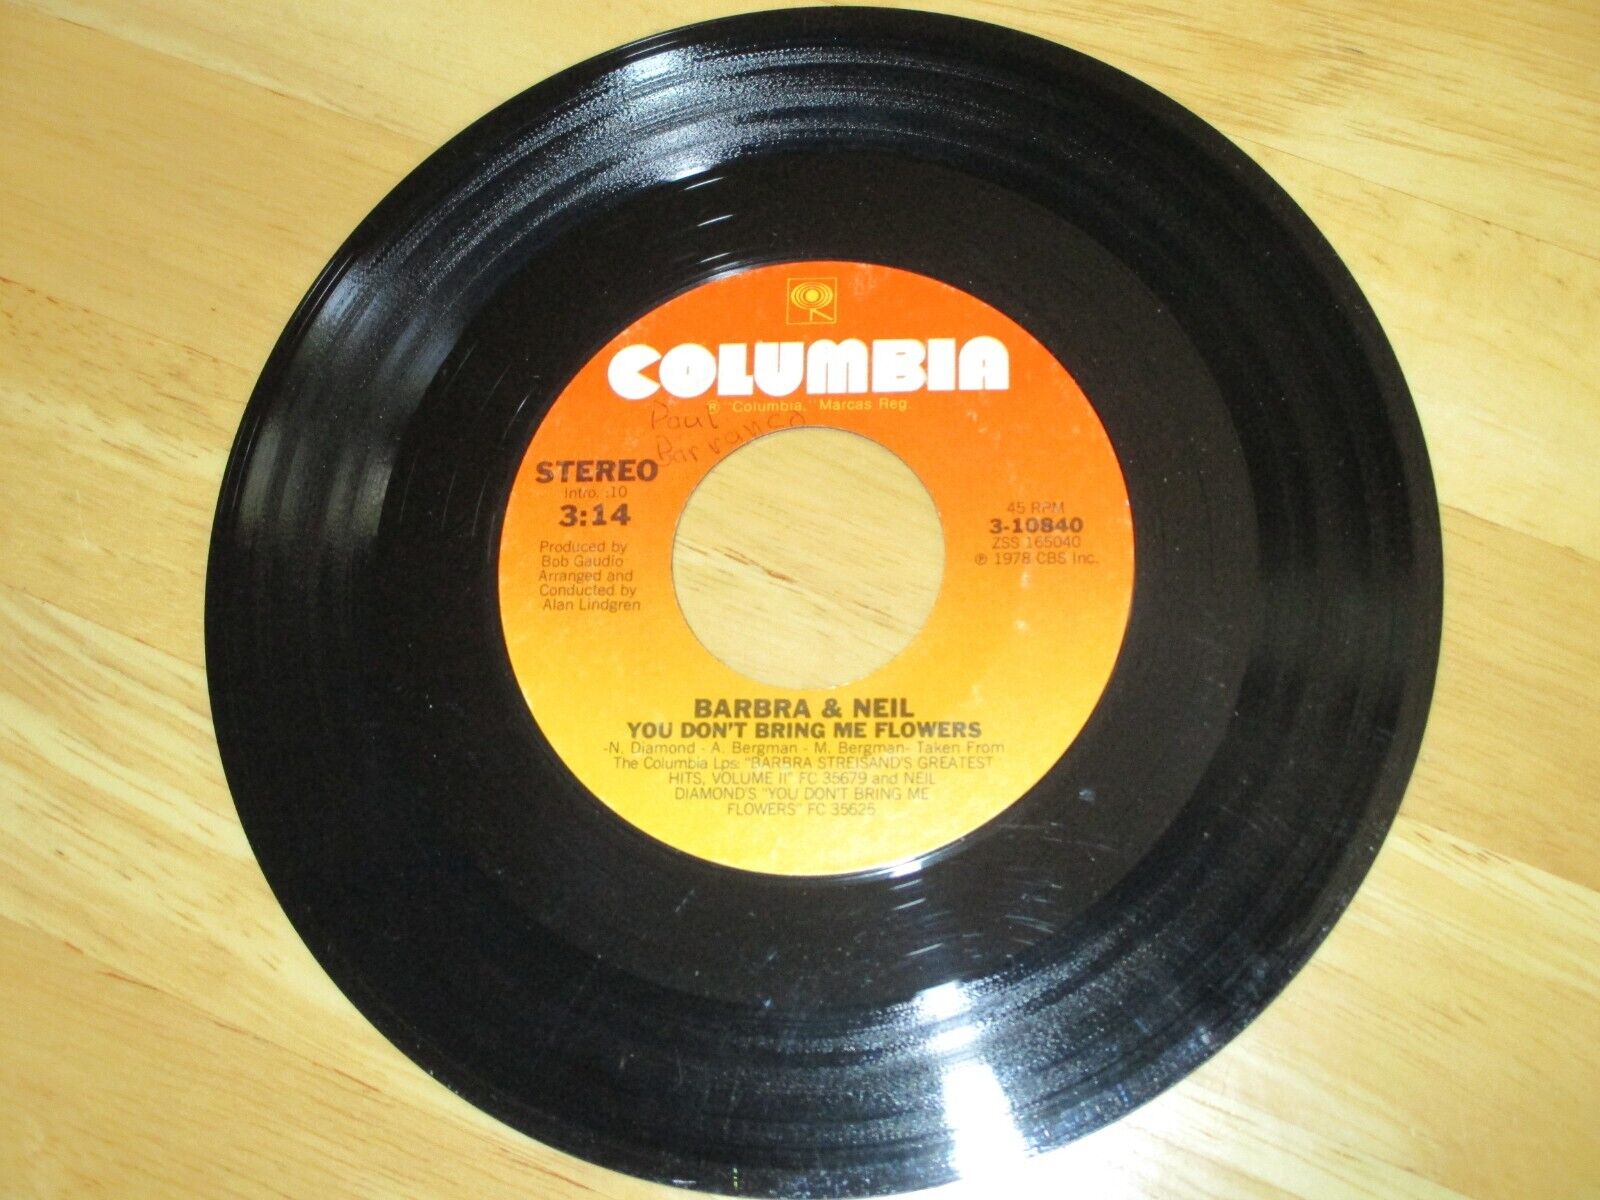 COLUMBIA
® Columbia, Marcas Reg.
Paul
Barranco
STEREO
Intro. :10
3:14
Produced by
Bob Gaudio
Arranged and
Conducted by
Alan Lindgren
45 RPM
3-10840
ZSS 165040
℗ 1978 CBS Inc.
BARBRA & NEIL
YOU DON'T BRING ME FLOWERS
-N. Diamond - A. Bergman - M. Bergman- Taken From
The Columbia Lps: "BARBRA STREISAND'S GREATEST
HITS, VOLUME II" FC 35679 and NEIL
DIAMOND'S "YOU DON'T BRING ME
FLOWERS" FC 35625